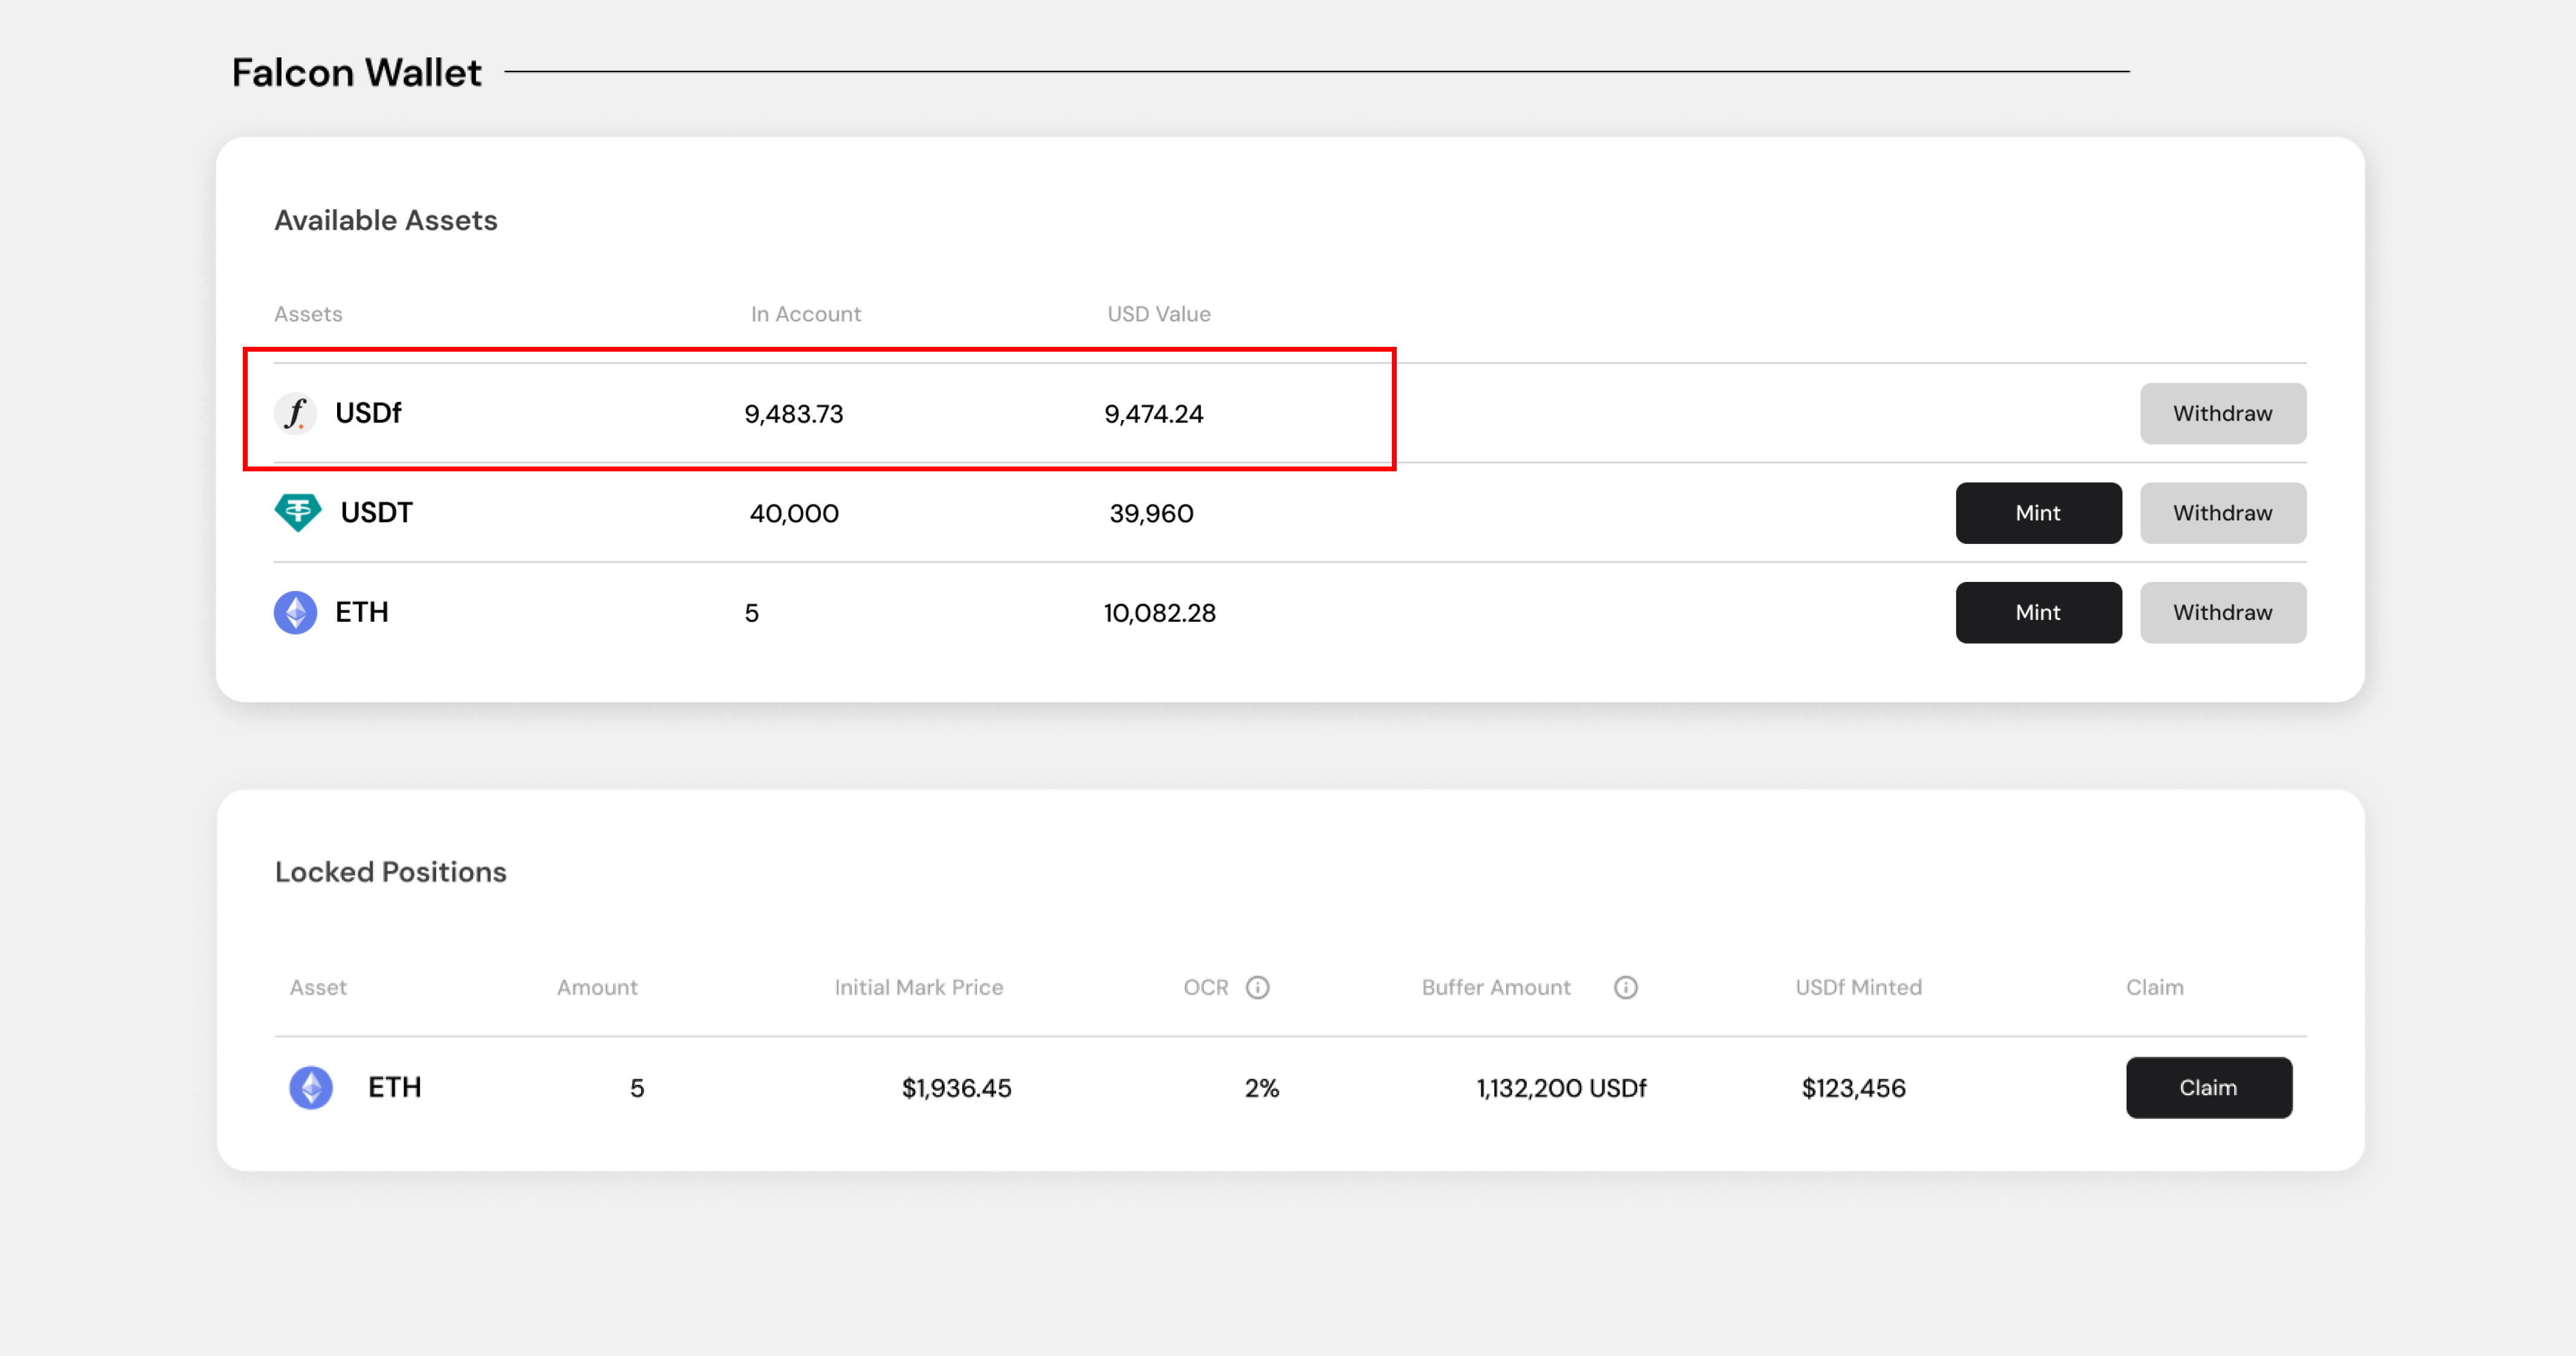 Falcon Wallet
Available Assets
Assets In Account USD Value
USDf 9,483.73 9,474.24 Withdraw
USDT 40,000 39,960 Mint Withdraw
ETH 5 10,082.28 Mint Withdraw
Locked Positions
Asset Amount Initial Mark Price OCR Buffer Amount USDf Minted Claim
ETH 5 $1,936.45 2% 1,132,200 USDf $123,456 Claim